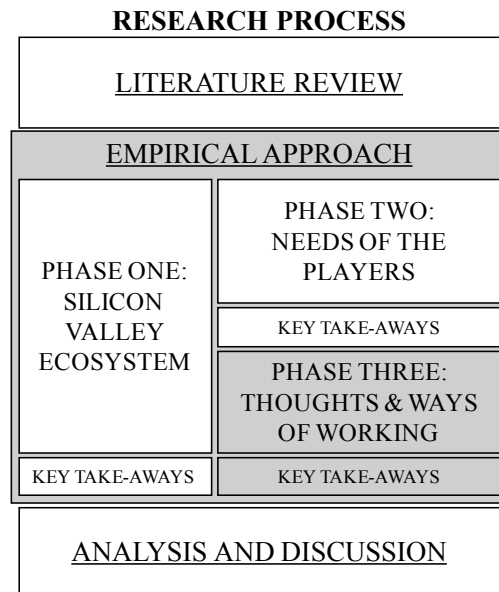 RESEARCH PROCESS
LITERATURE REVIEW
EMPIRICAL APPROACH
PHASE ONE:
SILICON
VALLEY
ECOSYSTEM
KEY TAKE-AWAYS
PHASE TWO:
NEEDS OF THE
PLAYERS
KEY TAKE-AWAYS
PHASE THREE:
THOUGHTS & WAYS
OF WORKING
KEY TAKE-AWAYS
ANALYSIS AND DISCUSSION